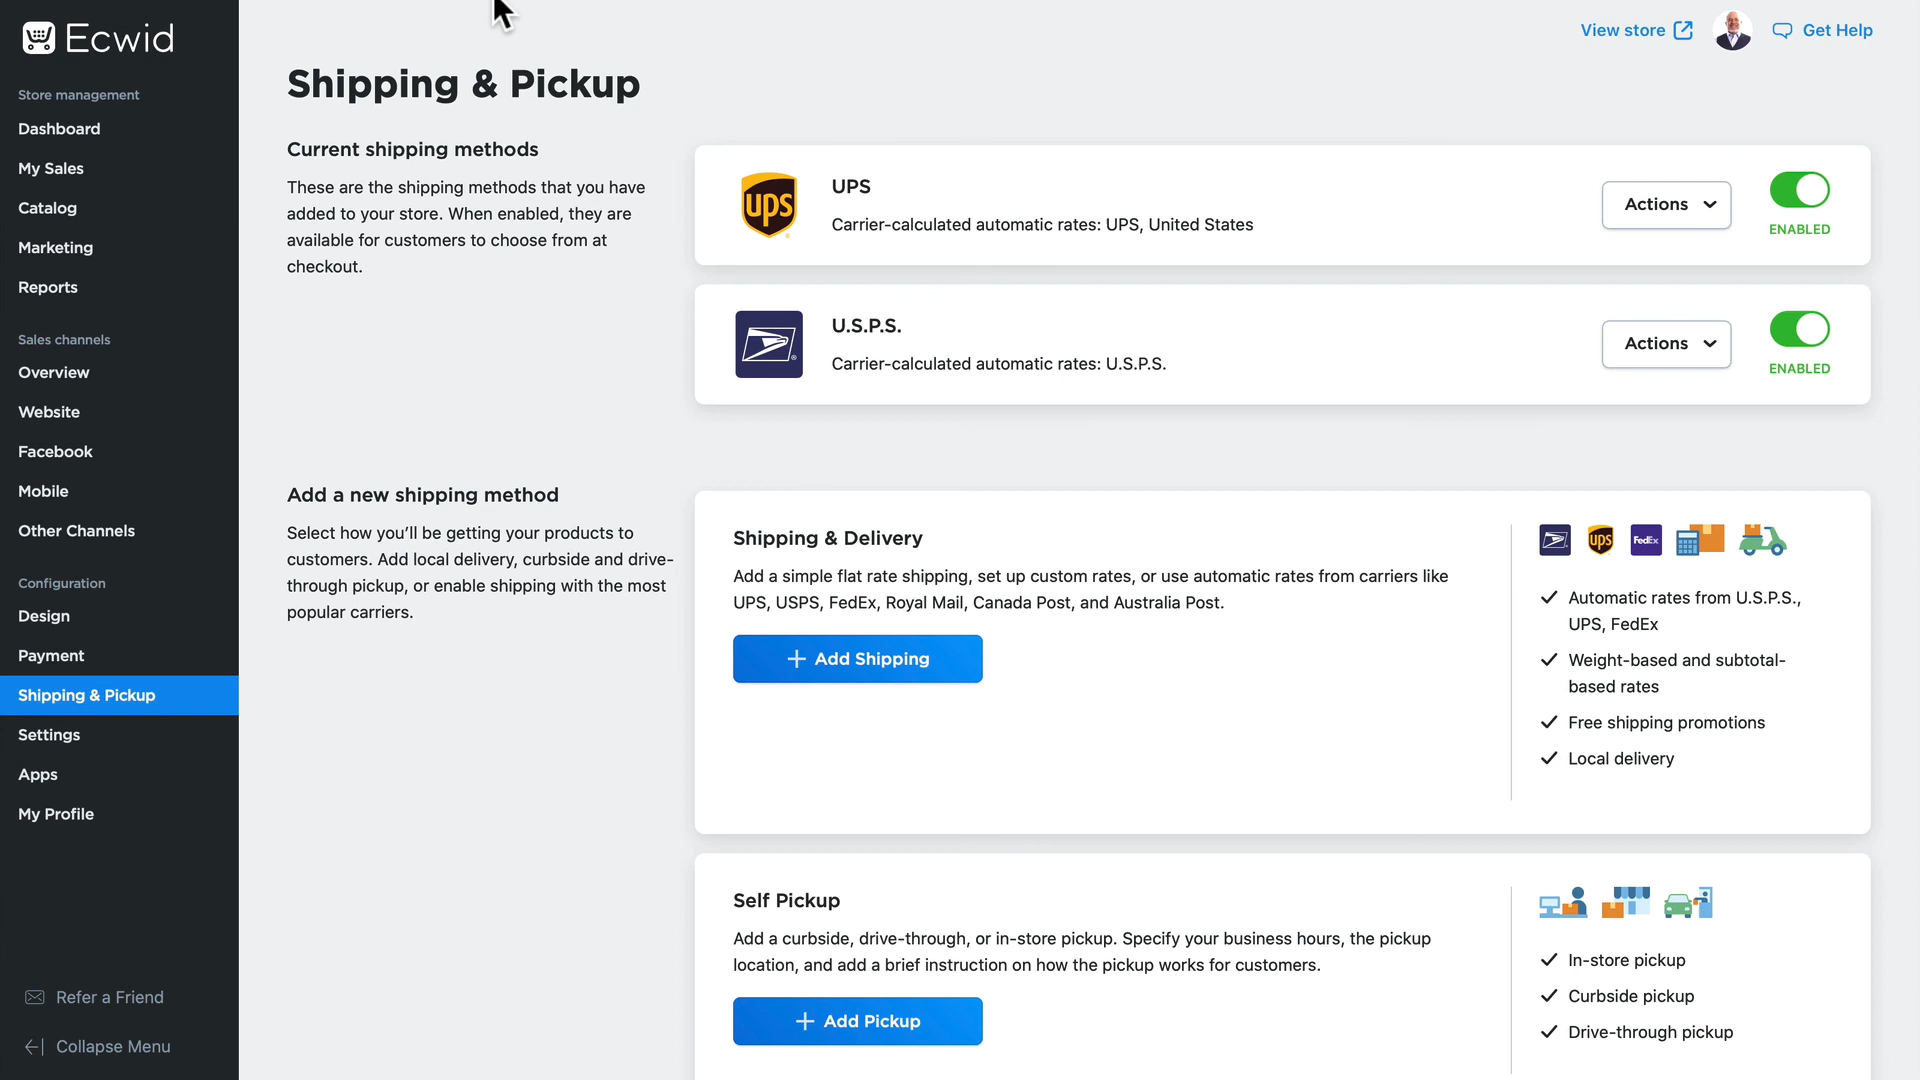 Ecwid
Store management
Dashboard
My Sales
Catalog
Marketing
Reports
Sales channels
Overview
Website
Facebook
Mobile
Other Channels
Configuration
Design
Payment
Shipping & Pickup
Settings
Apps
My Profile
Refer a Friend
Collapse Menu
View store
Get Help
Shipping & Pickup
Current shipping methods
These are the shipping methods that you have
added to your store. When enabled, they are
available for customers to choose from at
checkout.
ups
UPS
Carrier-calculated automatic rates: UPS, United States
Actions
ENABLED
U.S.P.S.
Carrier-calculated automatic rates: U.S.P.S.
Actions
ENABLED
Add a new shipping method
Select how you’ll be getting your products to
customers. Add local delivery, curbside and drive-
through pickup, or enable shipping with the most
popular carriers.
Shipping & Delivery
Add a simple flat rate shipping, set up custom rates, or use automatic rates from carriers like
UPS, USPS, FedEx, Royal Mail, Canada Post, and Australia Post.
Add Shipping
ups
FedEx
Automatic rates from U.S.P.S.,
UPS, FedEx
Weight-based and subtotal-
based rates
Free shipping promotions
Local delivery
Self Pickup
Add a curbside, drive-through, or in-store pickup. Specify your business hours, the pickup
location, and add a brief instruction on how the pickup works for customers.
Add Pickup
In-store pickup
Curbside pickup
Drive-through pickup